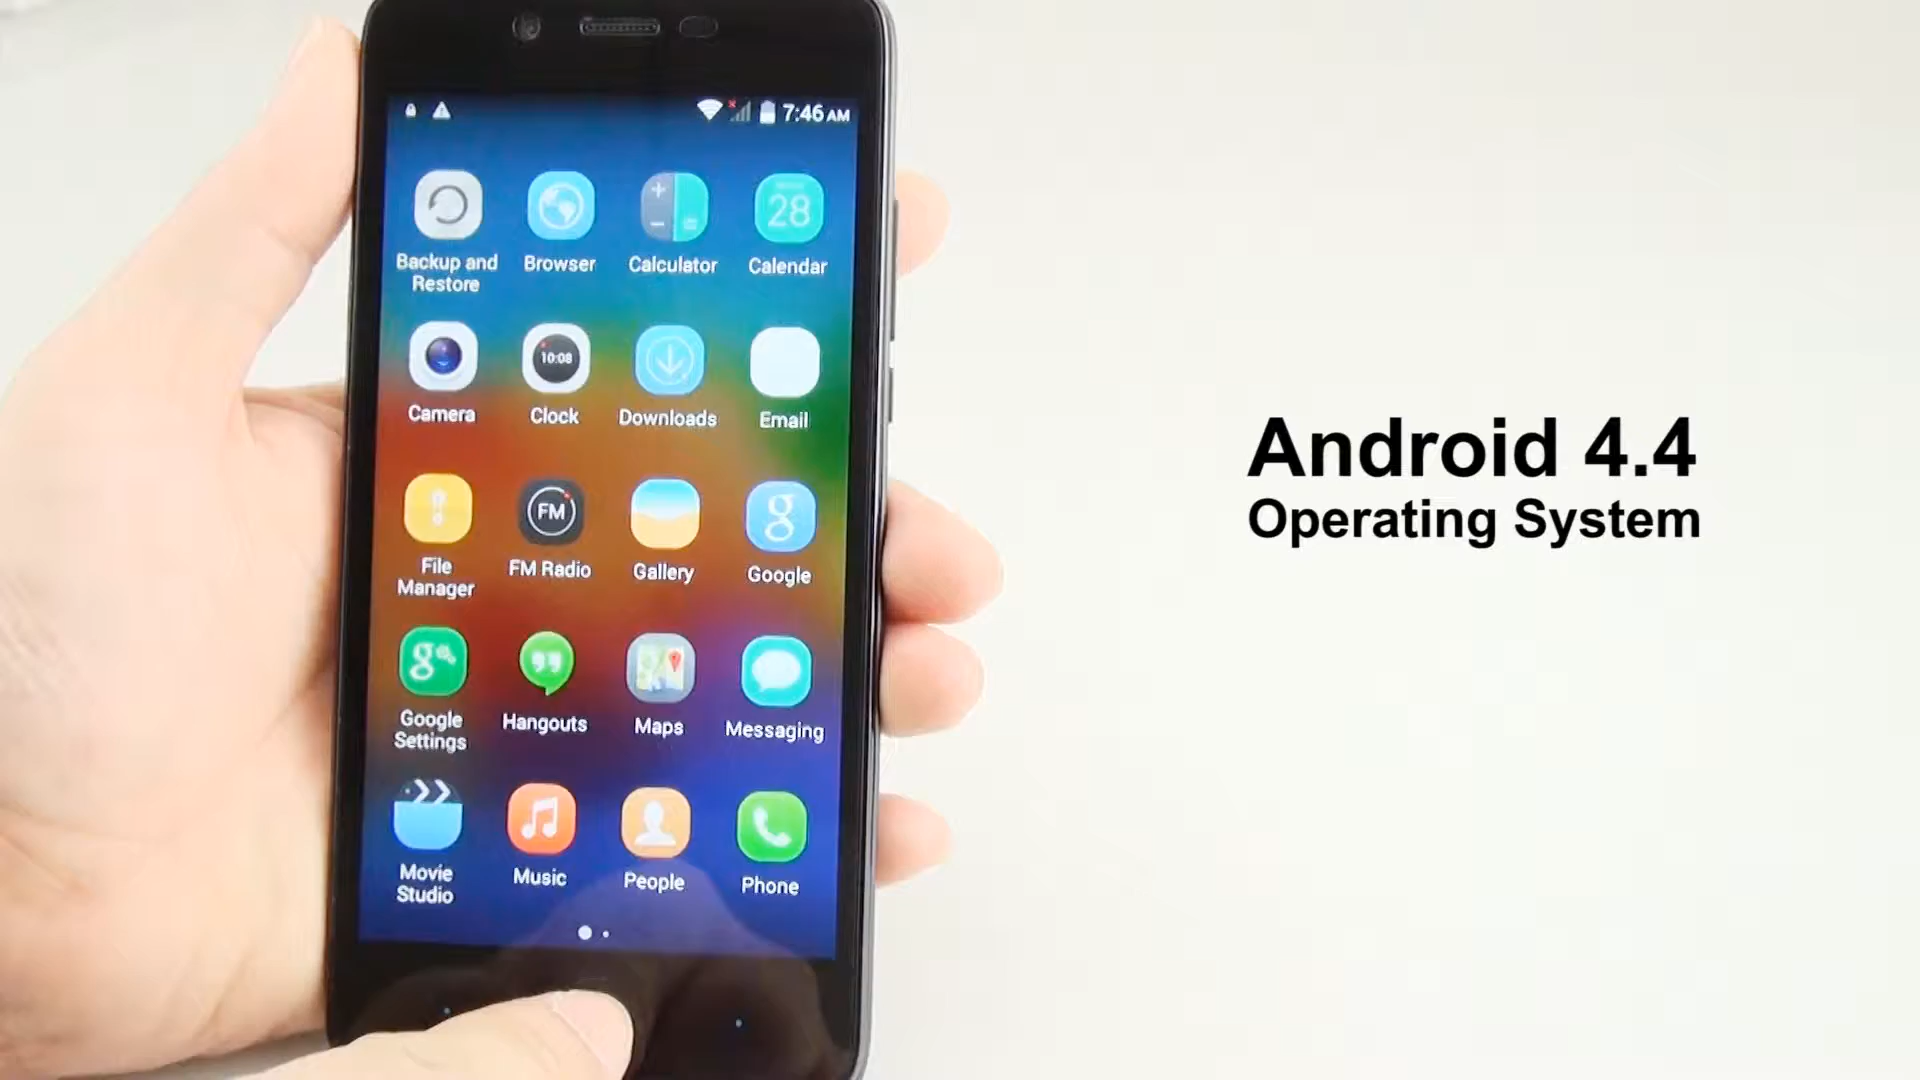 7:46 AM
Backup and
Restore
Browser
Calculator
Calendar
28
Camera
Clock
10:08
Downloads
Email
File
Manager
FM
FM Radio
Gallery
g
Google
g
Google
Settings
Hangouts
Maps
Messaging
Movie
Studio
Music
People
Phone
Android 4.4
Operating System